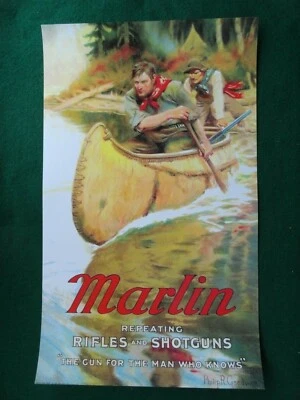 Marlin
REPEATING
RIFLES AND SHOTGUNS
"THE GUN FOR THE MAN WHO KNOWS"